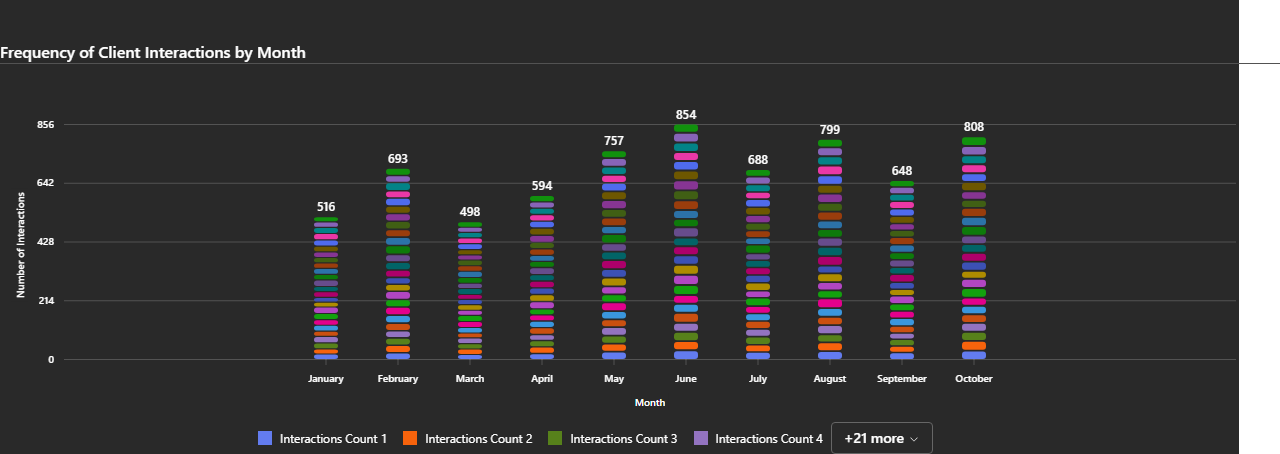 Frequency of Client Interactions by Month
856
642
428
214
0
Number of Interactions
516
693
498
594
757
854
688
799
648
808
January
February
March
April
May
June
July
August
September
October
Month
Interactions Count 1
Interactions Count 2
Interactions Count 3
Interactions Count 4
+21 more